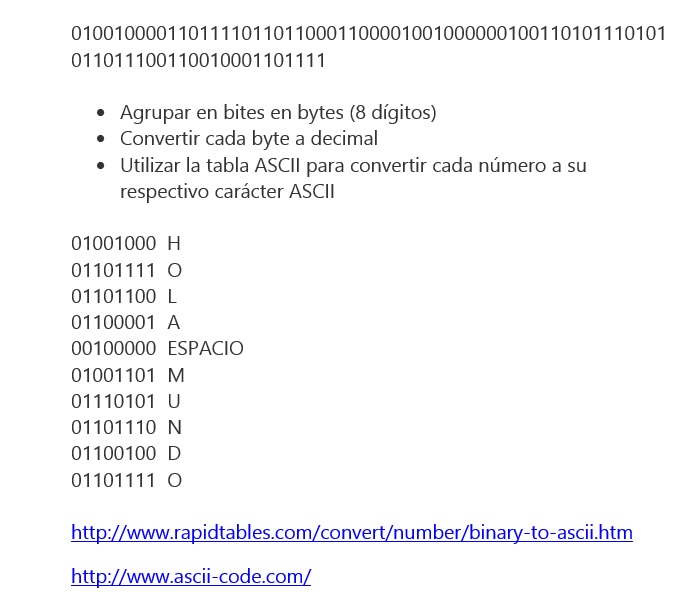 01001000011011110110110001100001001000000100110101110101
011011100110010001101111
• Agrupar en bites en bytes (8 dígitos)
• Convertir cada byte a decimal
• Utilizar la tabla ASCII para convertir cada número a su
respectivo carácter ASCII
01001000 H
01101111 O
01101100 L
01100001 A
00100000 ESPACIO
01001101 M
01110101 U
01101110 N
01100100 D
01101111 O
http://www.rapidtables.com/convert/number/binary-to-ascii.htm
http://www.ascii-code.com/